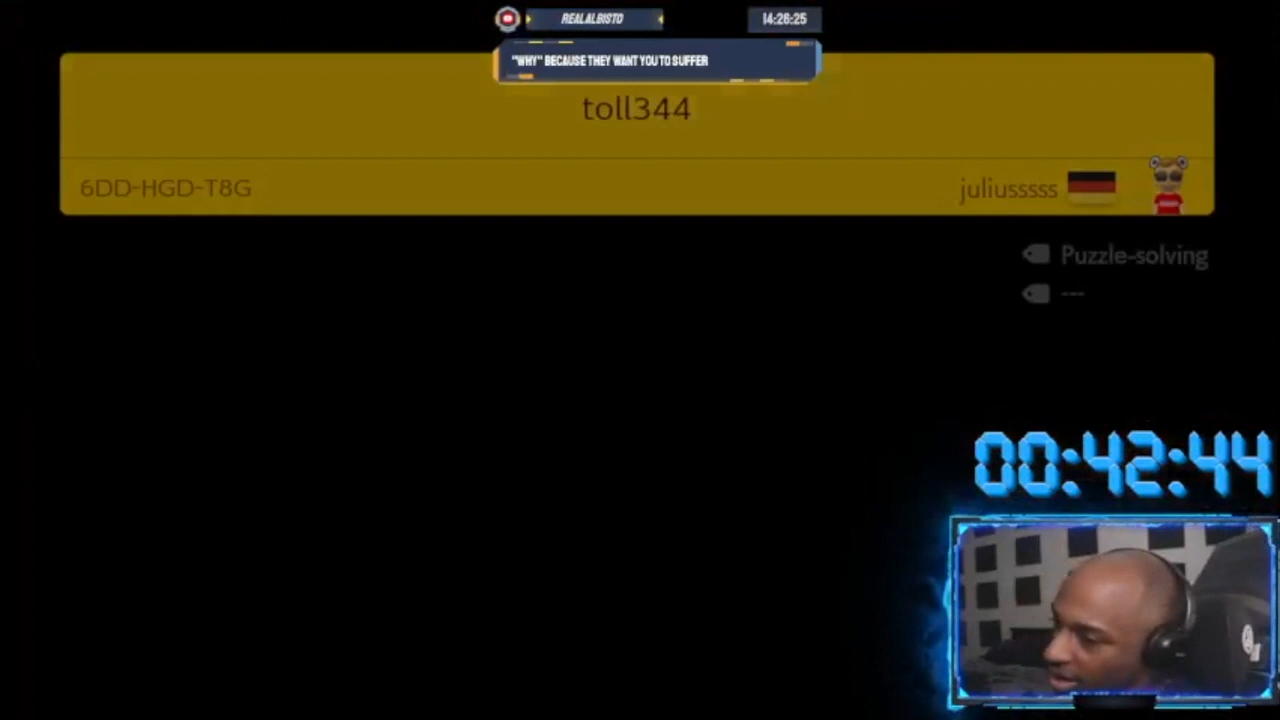 REALALBISTO 14:26:25
"WHY" BECAUSE THEY WANT YOU TO SUFFER
toll344
6DD-HGD-T8G juliusssss
Puzzle-solving
---
00:42:44